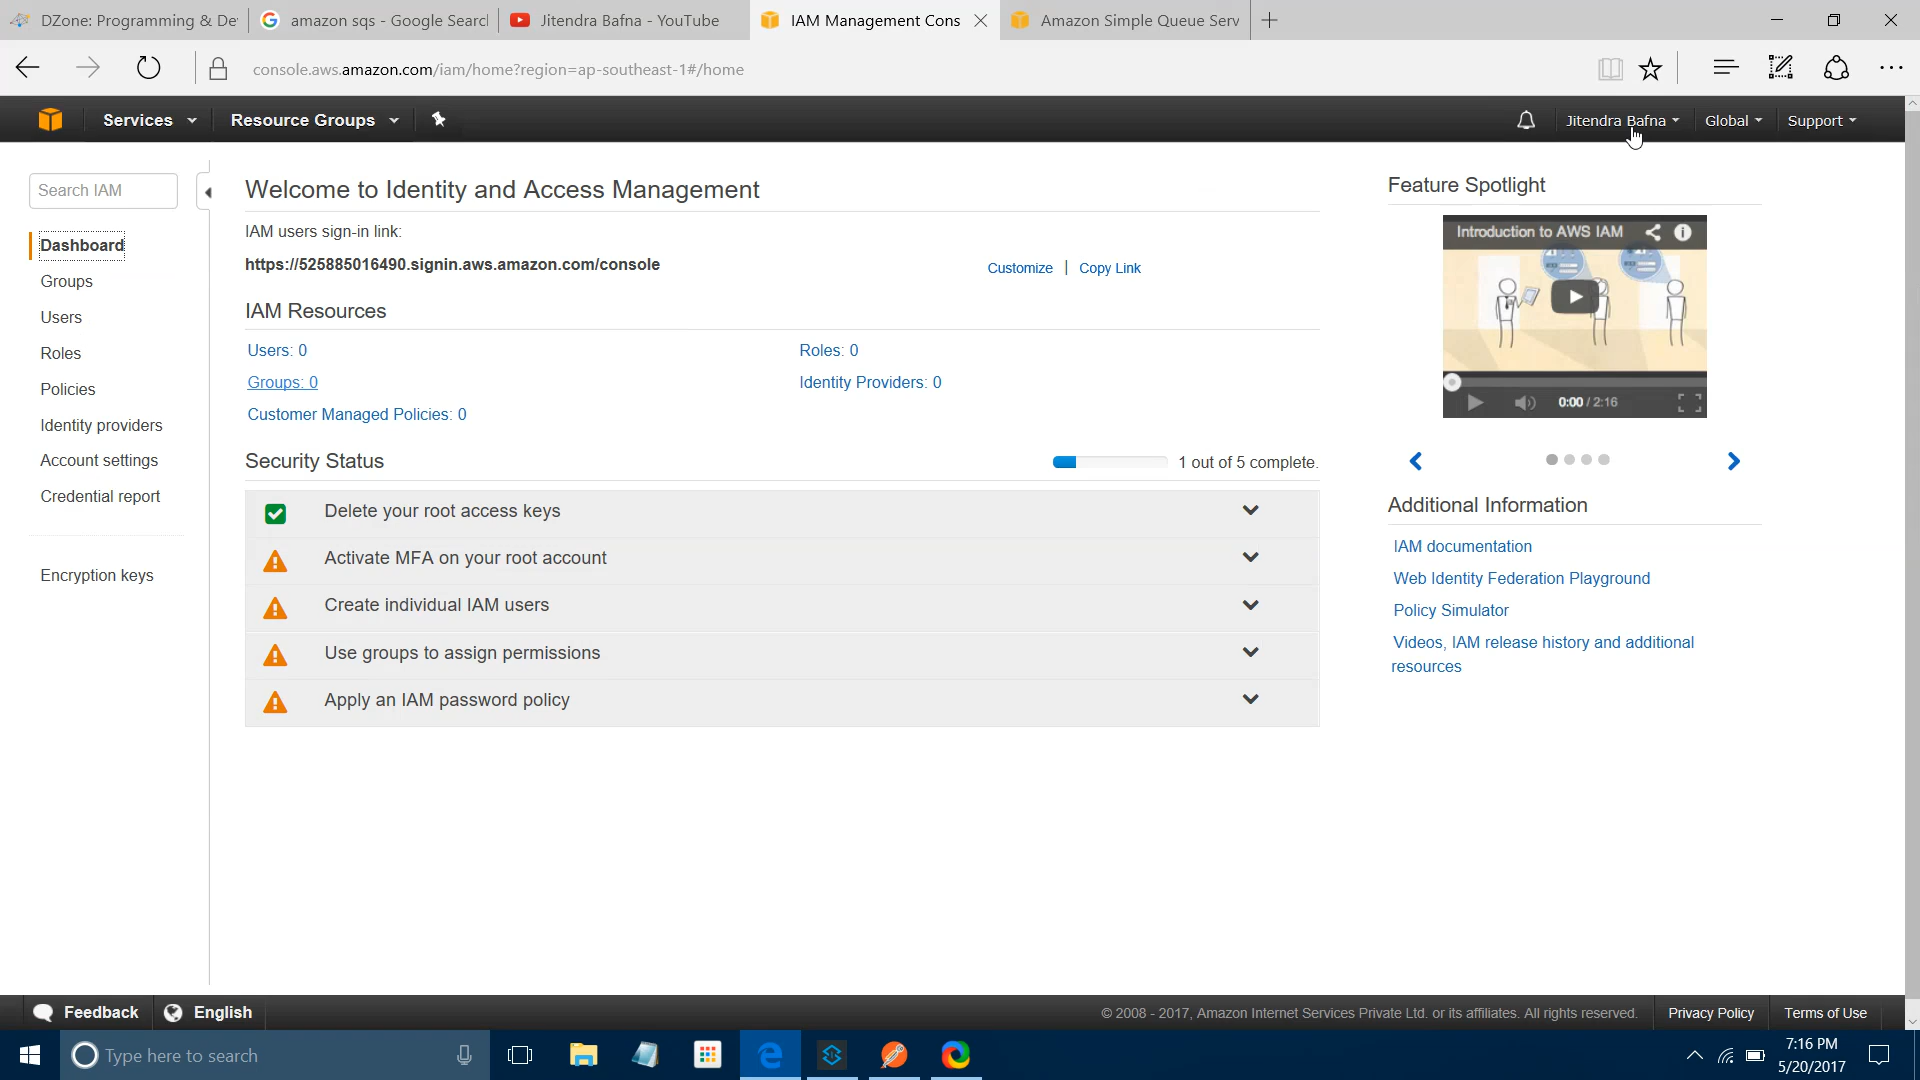 DZone: Programming & De
amazon sqs - Google Searcl
Jitendra Bafna - YouTube
IAM Management Cons
Amazon Simple Queue Serv
console.aws.amazon.com/iam/home?region=ap-southeast-1#/home
Services
Resource Groups
Jitendra Bafna
Global
Support
Search IAM
Dashboard
Groups
Users
Roles
Policies
Identity providers
Account settings
Credential report
Encryption keys
Welcome to Identity and Access Management
IAM users sign-in link:
https://525885016490.signin.aws.amazon.com/console
Customize | Copy Link
IAM Resources
Users: 0
Roles: 0
Groups: 0
Identity Providers: 0
Customer Managed Policies: 0
Security Status
1 out of 5 complete.
Delete your root access keys
Activate MFA on your root account
Create individual IAM users
Use groups to assign permissions
Apply an IAM password policy
Feature Spotlight
Introduction to AWS IAM
0:00 / 2:16
Additional Information
IAM documentation
Web Identity Federation Playground
Policy Simulator
Videos, IAM release history and additional
resources
Feedback
English
© 2008 - 2017, Amazon Internet Services Private Ltd. or its affiliates. All rights reserved.
Privacy Policy
Terms of Use
Type here to search
7:16 PM
5/20/2017